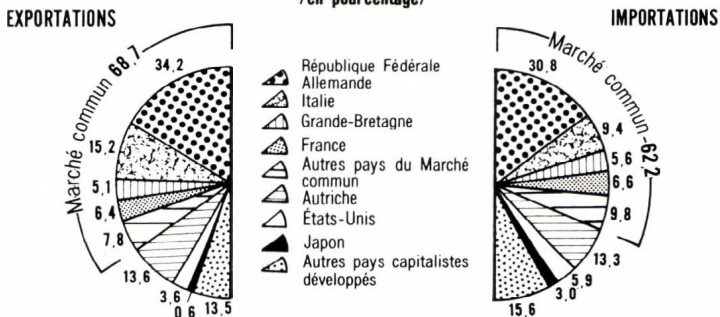 /en pourcentage/
EXPORTATIONS
Marché commun 68,7
34,2
15,2
5,1
6,4
7,8
13,6
3,6
0,6
13,5
République Fédérale
Allemande
Italie
Grande-Bretagne
France
Autres pays du Marché
commun
Autriche
États-Unis
Japon
Autres pays capitalistes
développés
IMPORTATIONS
Marché commun-62,2
30,8
9,4
5,6
6,6
9,8
13,3
5,9
3,0
15,6